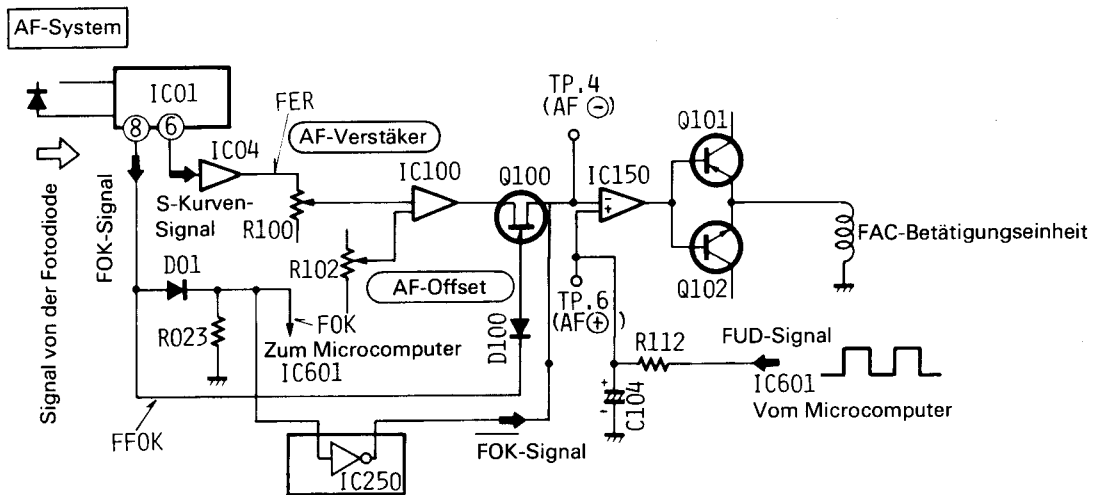 AF-System
IC01
8 6
FER
AF-Verstäker
IC04
S-Kurven-
Signal
R100
IC100
Q100
TP.4
(AF ⊖)
IC150
Q101
Q102
FAC-Betätigungseinheit
Signal von der Fotodiode
FOK-Signal
D01
R023
R102
AF-Offset
FOK
Zum Microcomputer
IC601
D100
TP.6
(AF⊕)
- +
R112
FUD-Signal
IC601
Vom Microcomputer
+
-
C104
FFOK
IC250
F̅O̅K̅-Signal